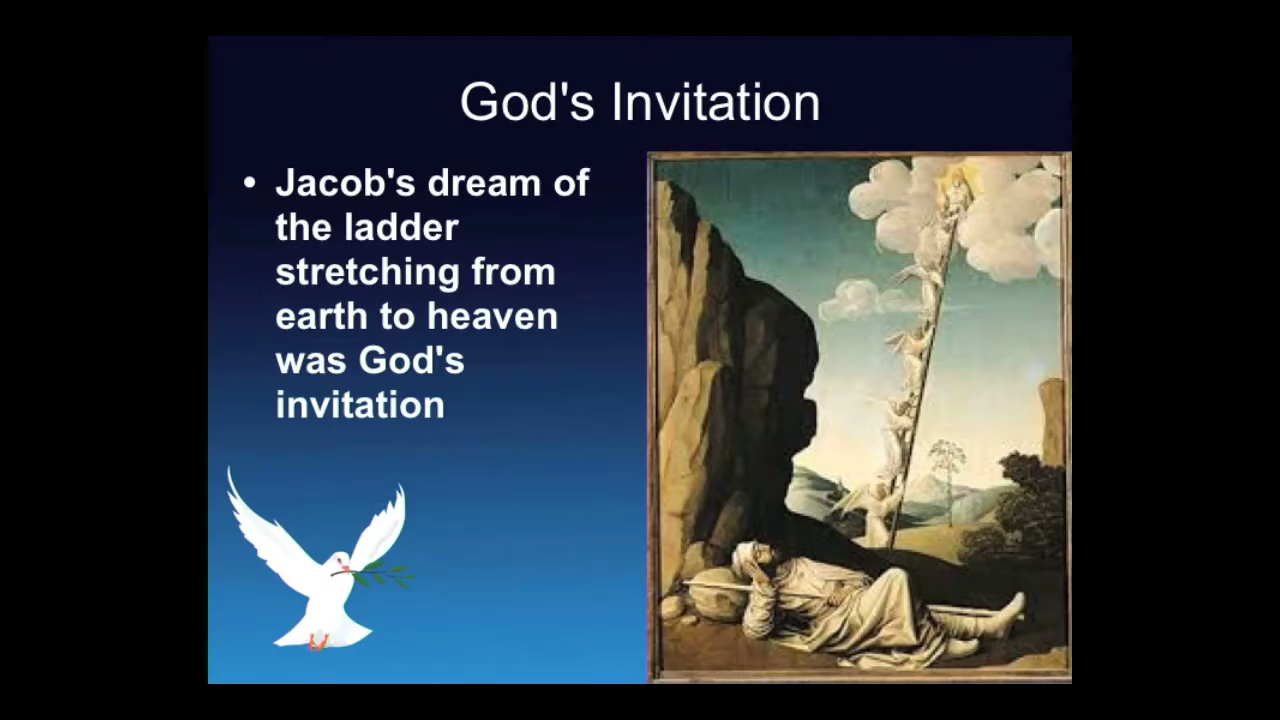 God's Invitation
• Jacob's dream of
the ladder
stretching from
earth to heaven
was God's
invitation